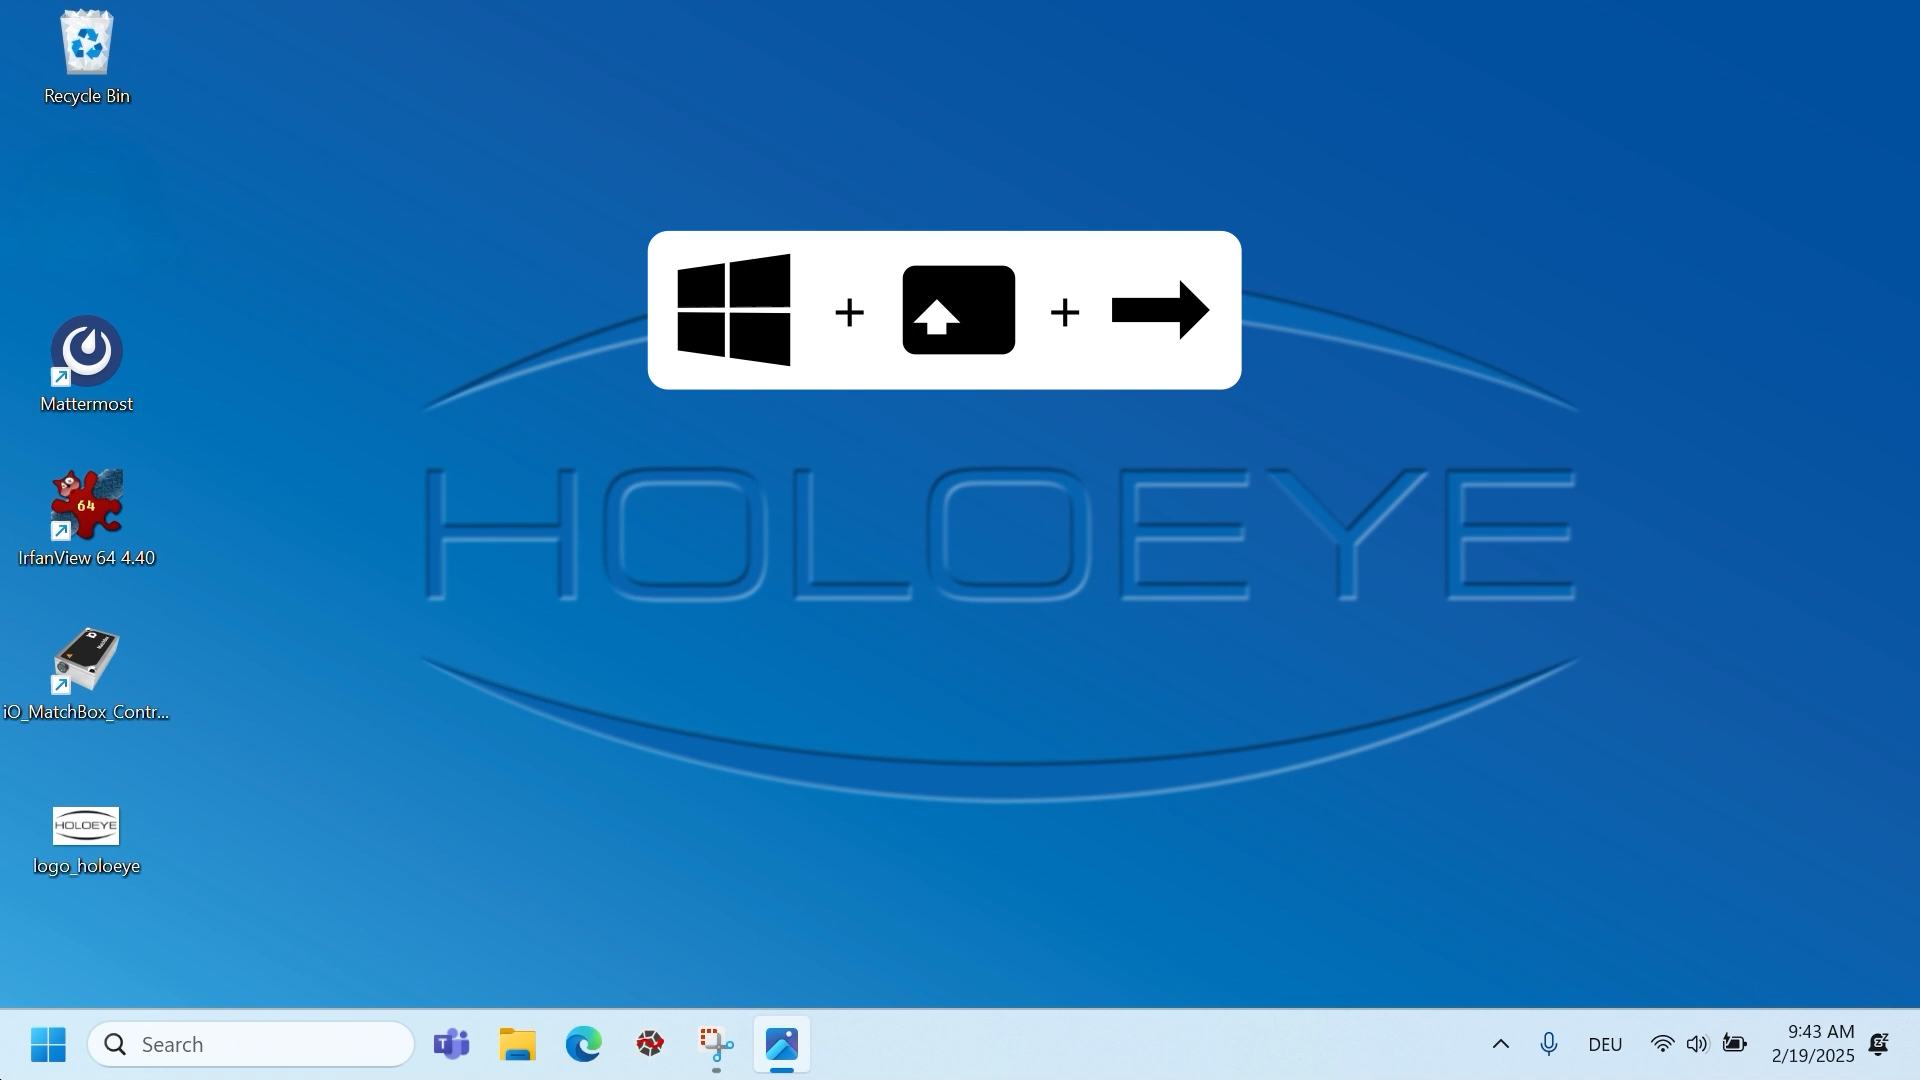 Recycle Bin
+ +
Mattermost
64
IrfanView 64 4.40
HOLOEYE
iO_MatchBox_Contr...
HOLOEYE
logo_holoeye
Search
T
DEU
9:43 AM
2/19/2025